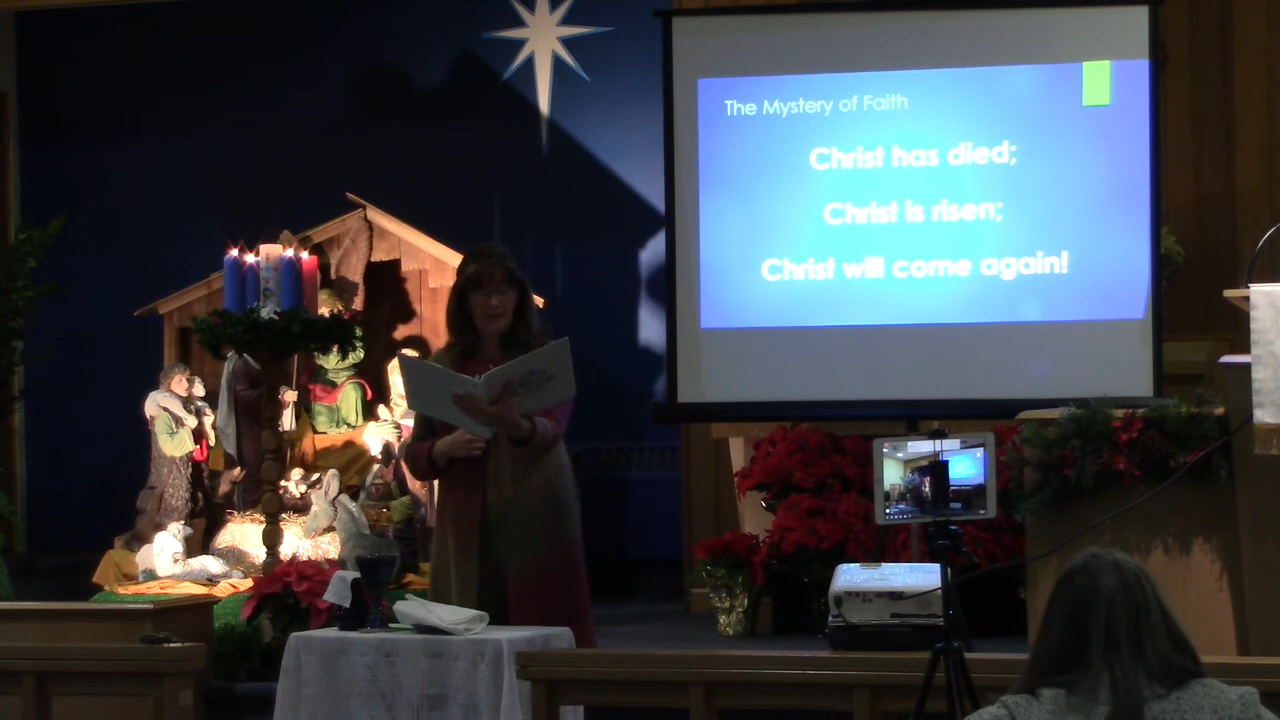 The Mystery of Faith
Christ has died;
Christ is risen;
Christ will come again!